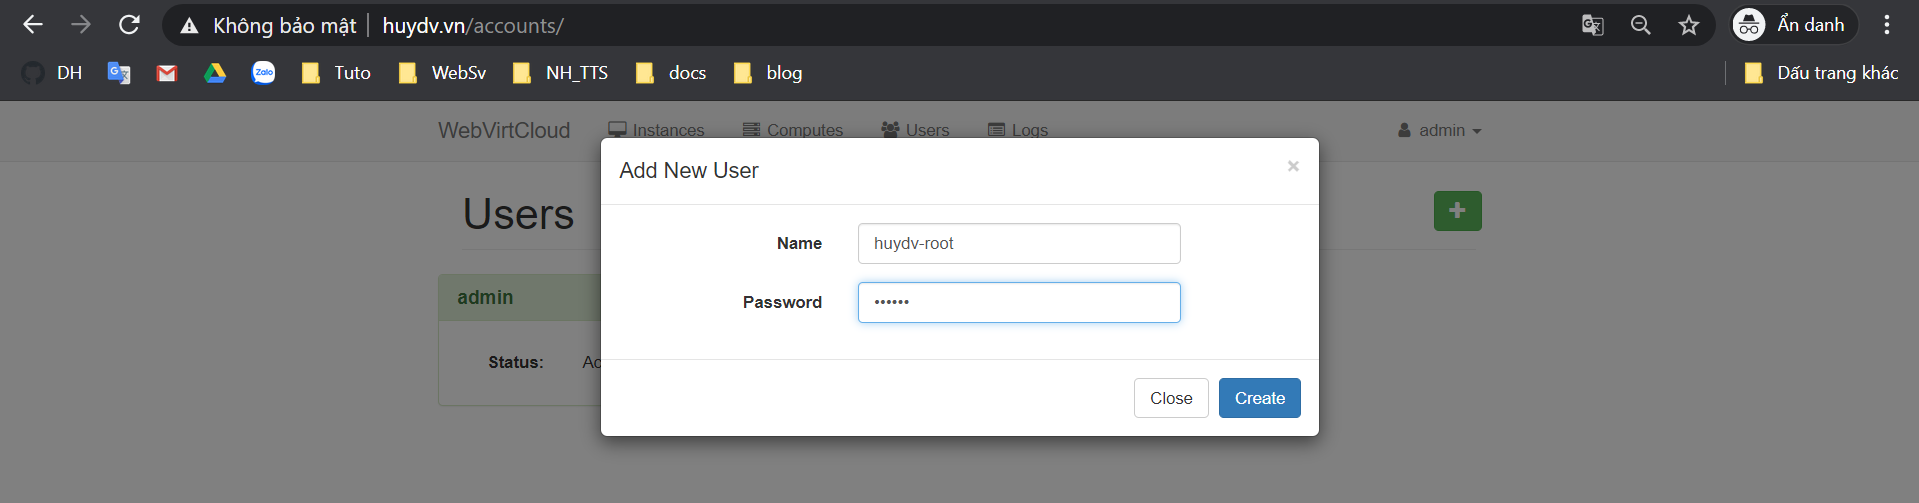 Không bảo mật huydv.vn/accounts/ Ẩn danh
DH Zalo Tuto WebSv NH_TTS docs blog Dấu trang khác
WebVirtCloud Instances Computes Users Logs admin
Add New User ×
Users
Name huydv-root
Password ••••••
admin
Status:
Close Create